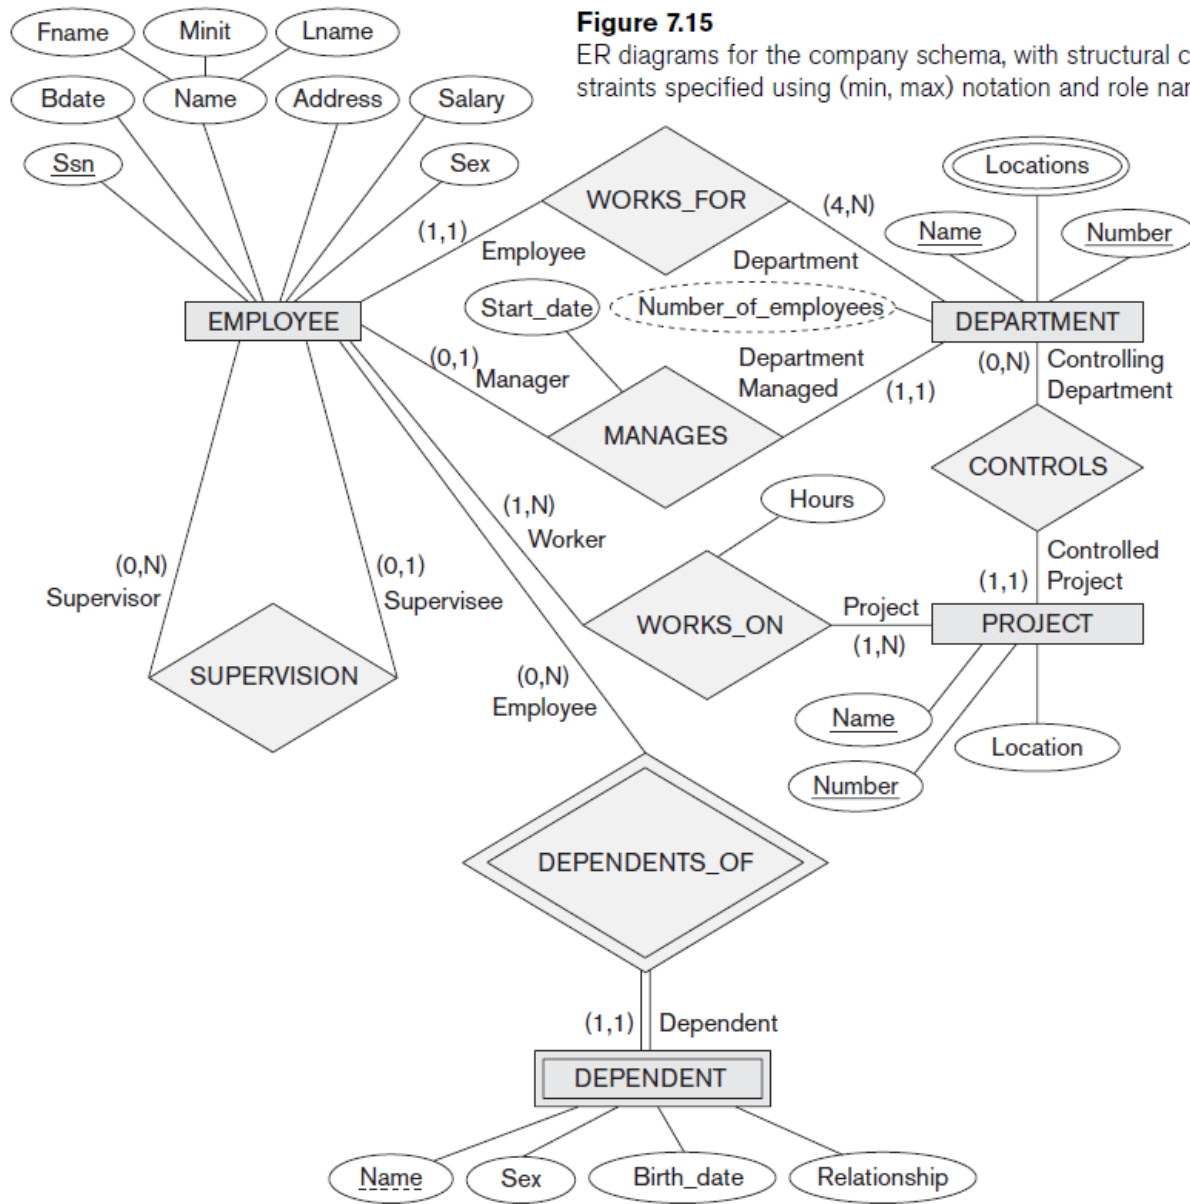 Figure 7.15
ER diagrams for the company schema, with structural c
straints specified using (min, max) notation and role nar
Fname
Minit
Lname
Bdate
Name
Address
Salary
Ssn
Sex
WORKS_FOR
(1,1)
Employee
(4,N)
Department
Locations
Name
Number
EMPLOYEE
Start_date
Number_of_employees
DEPARTMENT
(0,1)
Manager
Department
Managed
(1,1)
MANAGES
(0,N)
Controlling
Department
CONTROLS
Hours
(1,N)
Worker
(0,N)
Supervisor
(0,1)
Supervisee
SUPERVISION
Controlled
Project
(1,1)
WORKS_ON
Project
(1,N)
PROJECT
(0,N)
Employee
Name
Number
Location
DEPENDENTS_OF
(1,1)
Dependent
DEPENDENT
Name
Sex
Birth_date
Relationship